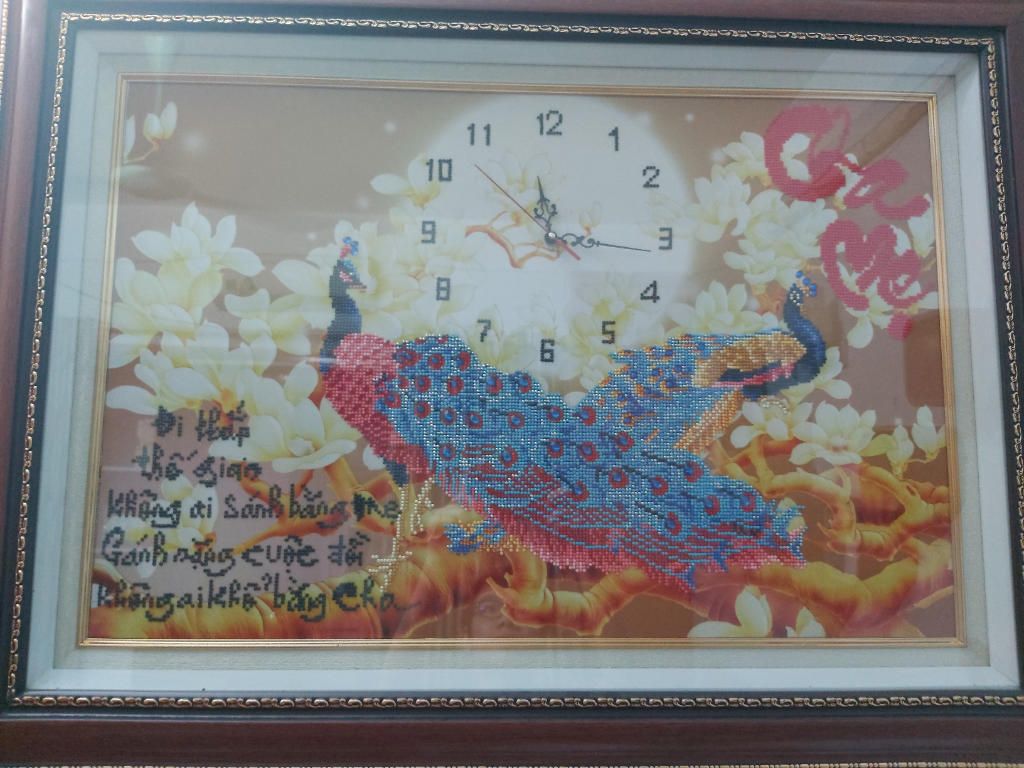 11 12 1
10 2
9 3
8 4
7 6 5
Cha
Mẹ
Đi khắp
thế giao
không ai sánh bằng mẹ
Gánh nặng cuộc đời
không ai khổ bằng Cha